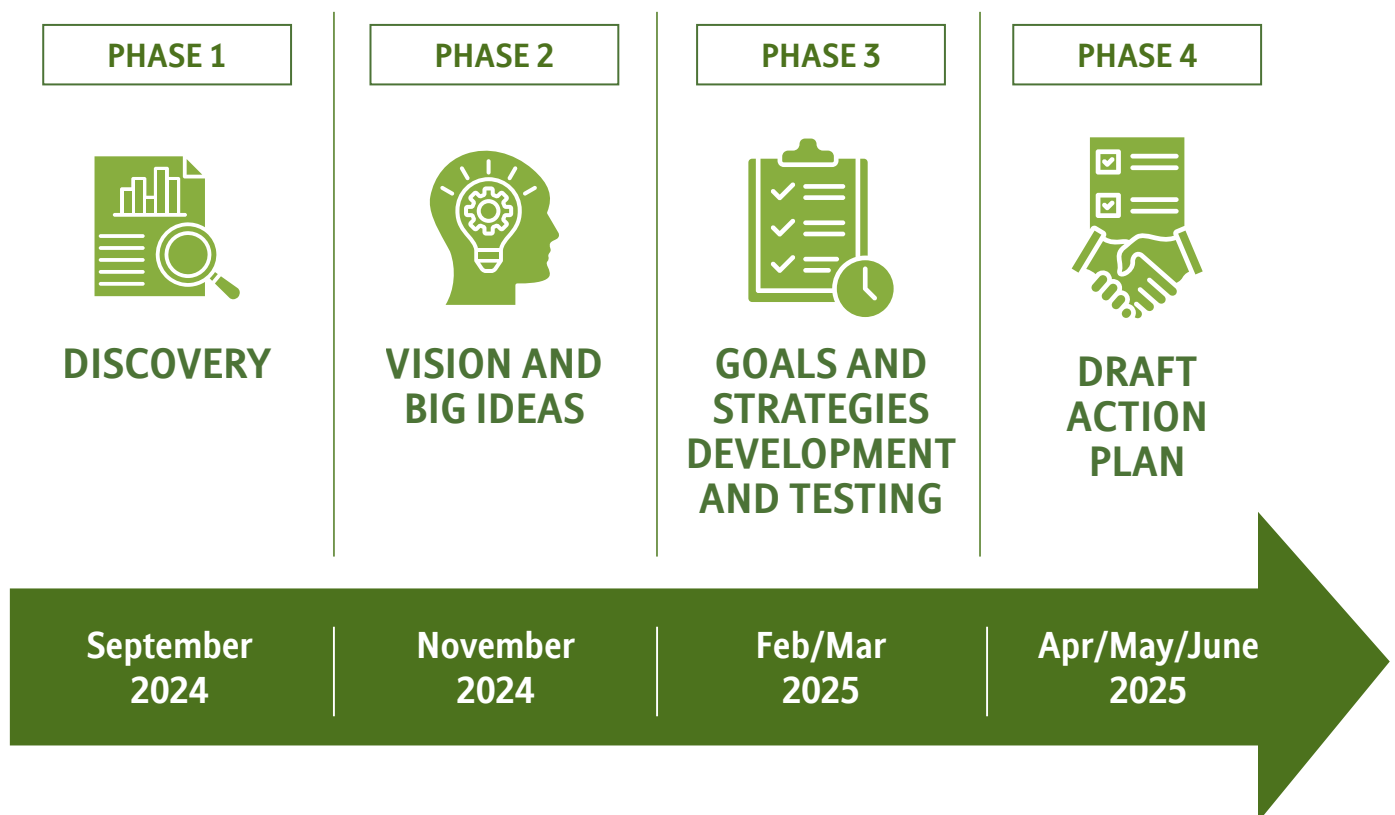 PHASE 1
PHASE 2
PHASE 3
PHASE 4
DISCOVERY
VISION AND
BIG IDEAS
GOALS AND
STRATEGIES
DEVELOPMENT
AND TESTING
DRAFT
ACTION
PLAN
September
2024
November
2024
Feb/Mar
2025
Apr/May/June
2025